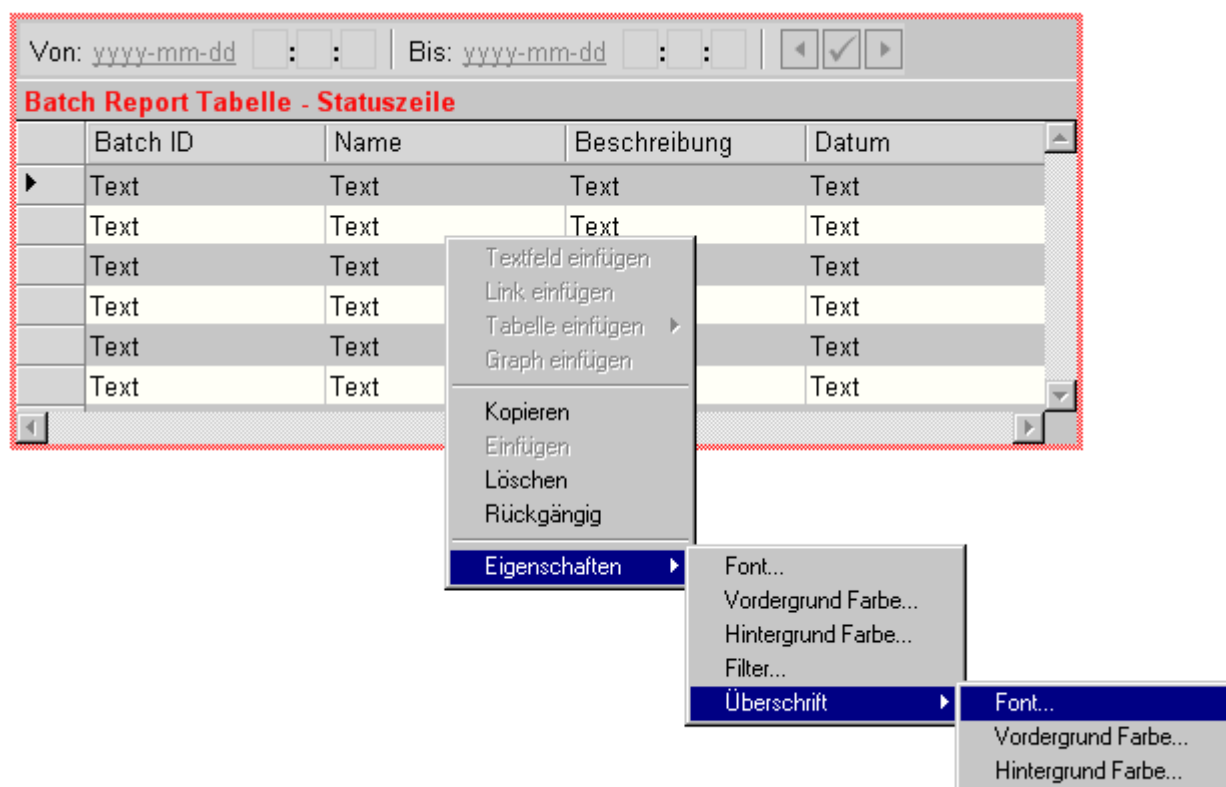 Von: yyyy-mm-dd : : Bis: yyyy-mm-dd : :
Batch Report Tabelle - Statuszeile
Batch ID Name Beschreibung Datum
Text Text Text Text
Text Text Text Text
Text Text Text
Text Text Text
Text Text Text
Text Text Text
Textfeld einfügen
Link einfügen
Tabelle einfügen
Graph einfügen
Kopieren
Einfügen
Löschen
Rückgängig
Eigenschaften
Font...
Vordergrund Farbe...
Hintergrund Farbe...
Filter...
Überschrift
Font...
Vordergrund Farbe...
Hintergrund Farbe...